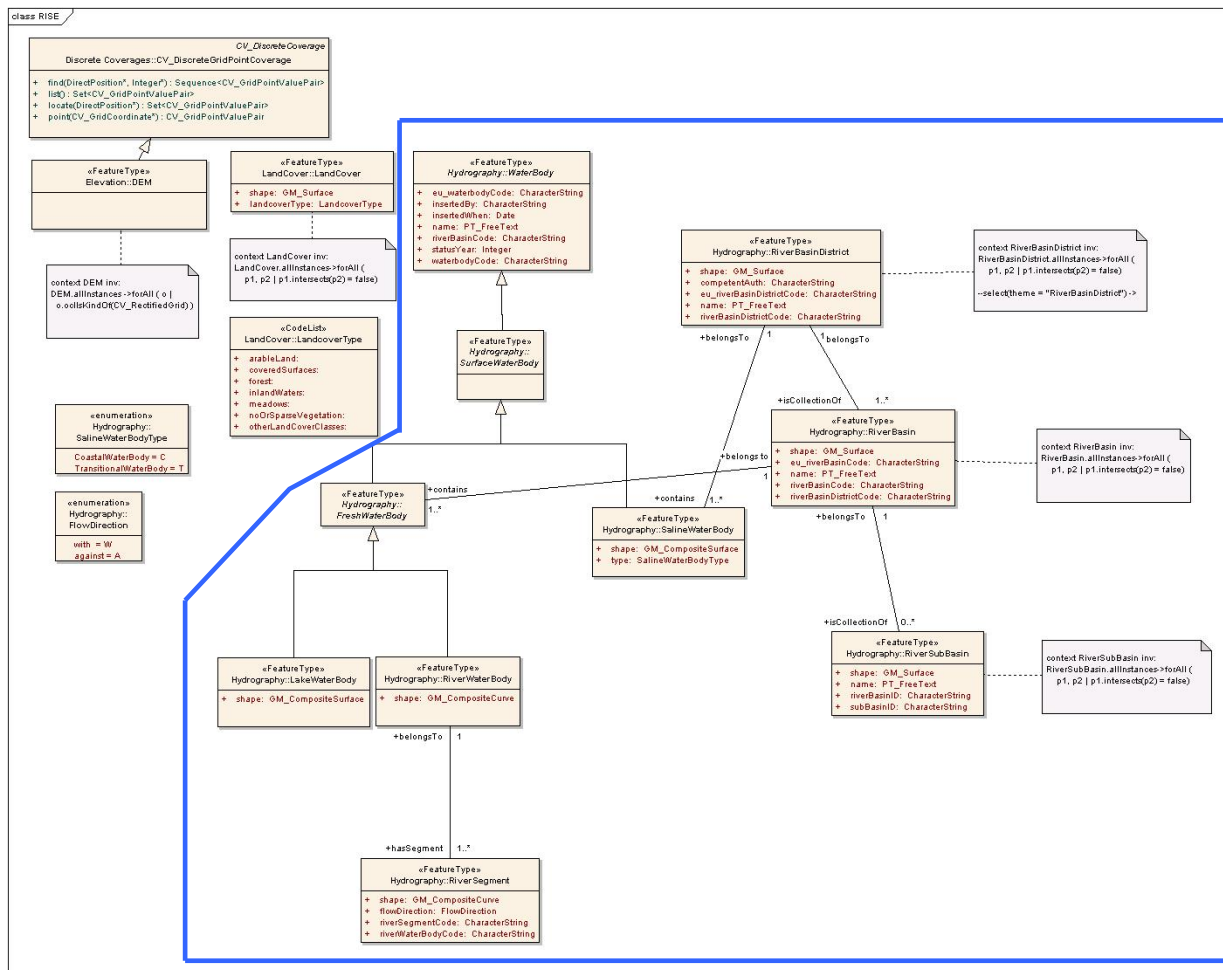 class RISE
CV_DiscreteCoverage
Discrete Coverages::CV_DiscreteGridPointCoverage
+ find(DirectPosition*, Integer*) : Sequence<CV_GridPointValuePair>
+ list() : Set<CV_GridPointValuePair>
+ locate(DirectPosition*) : Set<CV_GridPointValuePair>
+ point(CV_GridCoordinate*) : CV_GridPointValuePair
«FeatureType»
Elevation::DEM
context DEM inv:
DEM.allInstances ->forAll ( o |
o.oclIsKindOf(CV_RectifiedGrid) )
«FeatureType»
LandCover::LandCover
+ shape: GM_Surface
+ landcoverType: LandcoverType
context LandCover inv:
LandCover.allInstances->forAll (
p1, p2 | p1.intersects(p2) = false)
«CodeList»
LandCover::LandcoverType
+ arableLand:
+ coveredSurfaces:
+ forest:
+ inlandWaters:
+ meadows:
+ noOrSparseVegetation:
+ otherLandCoverClasses:
«enumeration»
Hydrography::
SalineWaterBodyType
CoastalWaterBody = C
TransitionalWaterBody = T
«enumeration»
Hydrography::
FlowDirection
with = W
against = A
«FeatureType»
Hydrography::WaterBody
+ eu_waterbodyCode: CharacterString
+ insertedBy: CharacterString
+ insertedWhen: Date
+ name: PT_FreeText
+ riverBasinCode: CharacterString
+ statusYear: Integer
+ waterbodyCode: CharacterString
«FeatureType»
Hydrography::
SurfaceWaterBody
«FeatureType»
Hydrography::RiverBasinDistrict
+ shape: GM_Surface
+ competentAuth: CharacterString
+ eu_riverBasinDistrictCode: CharacterString
+ name: PT_FreeText
+ riverBasinDistrictCode: CharacterString
context RiverBasinDistrict inv:
RiverBasinDistrict.allInstances->forAll (
p1, p2 | p1.intersects(p2) = false)
--select(theme = "RiverBasinDistrict") ->
+belongsTo 1
1 +belongsTo
+isCollectionOf 1..*
«FeatureType»
Hydrography::RiverBasin
+ shape: GM_Surface
+ eu_riverBasinCode: CharacterString
+ name: PT_FreeText
+ riverBasinCode: CharacterString
+ riverBasinDistrictCode: CharacterString
context RiverBasin inv:
RiverBasin.allInstances->forAll (
p1, p2 | p1.intersects(p2) = false)
+belongsto
1
+contains
1..*
«FeatureType»
Hydrography::
FreshWaterBody
+contains 1..*
«FeatureType»
Hydrography::SalineWaterBody
+ shape: GM_CompositeSurface
+ type: SalineWaterBodyType
+belongsTo 1
+isCollectionOf 0..*
«FeatureType»
Hydrography::RiverSubBasin
+ shape: GM_Surface
+ name: PT_FreeText
+ riverBasinID: CharacterString
+ subBasinID: CharacterString
context RiverSubBasin inv:
RiverSubBasin.allInstances->forAll (
p1, p2 | p1.intersects(p2) = false)
«FeatureType»
Hydrography::LakeWaterBody
+ shape: GM_CompositeSurface
«FeatureType»
Hydrography::RiverWaterBody
+ shape: GM_CompositeCurve
+belongsTo 1
+hasSegment 1..*
«FeatureType»
Hydrography::RiverSegment
+ shape: GM_CompositeCurve
+ flowDirection: FlowDirection
+ riverSegmentCode: CharacterString
+ riverWaterBodyCode: CharacterString